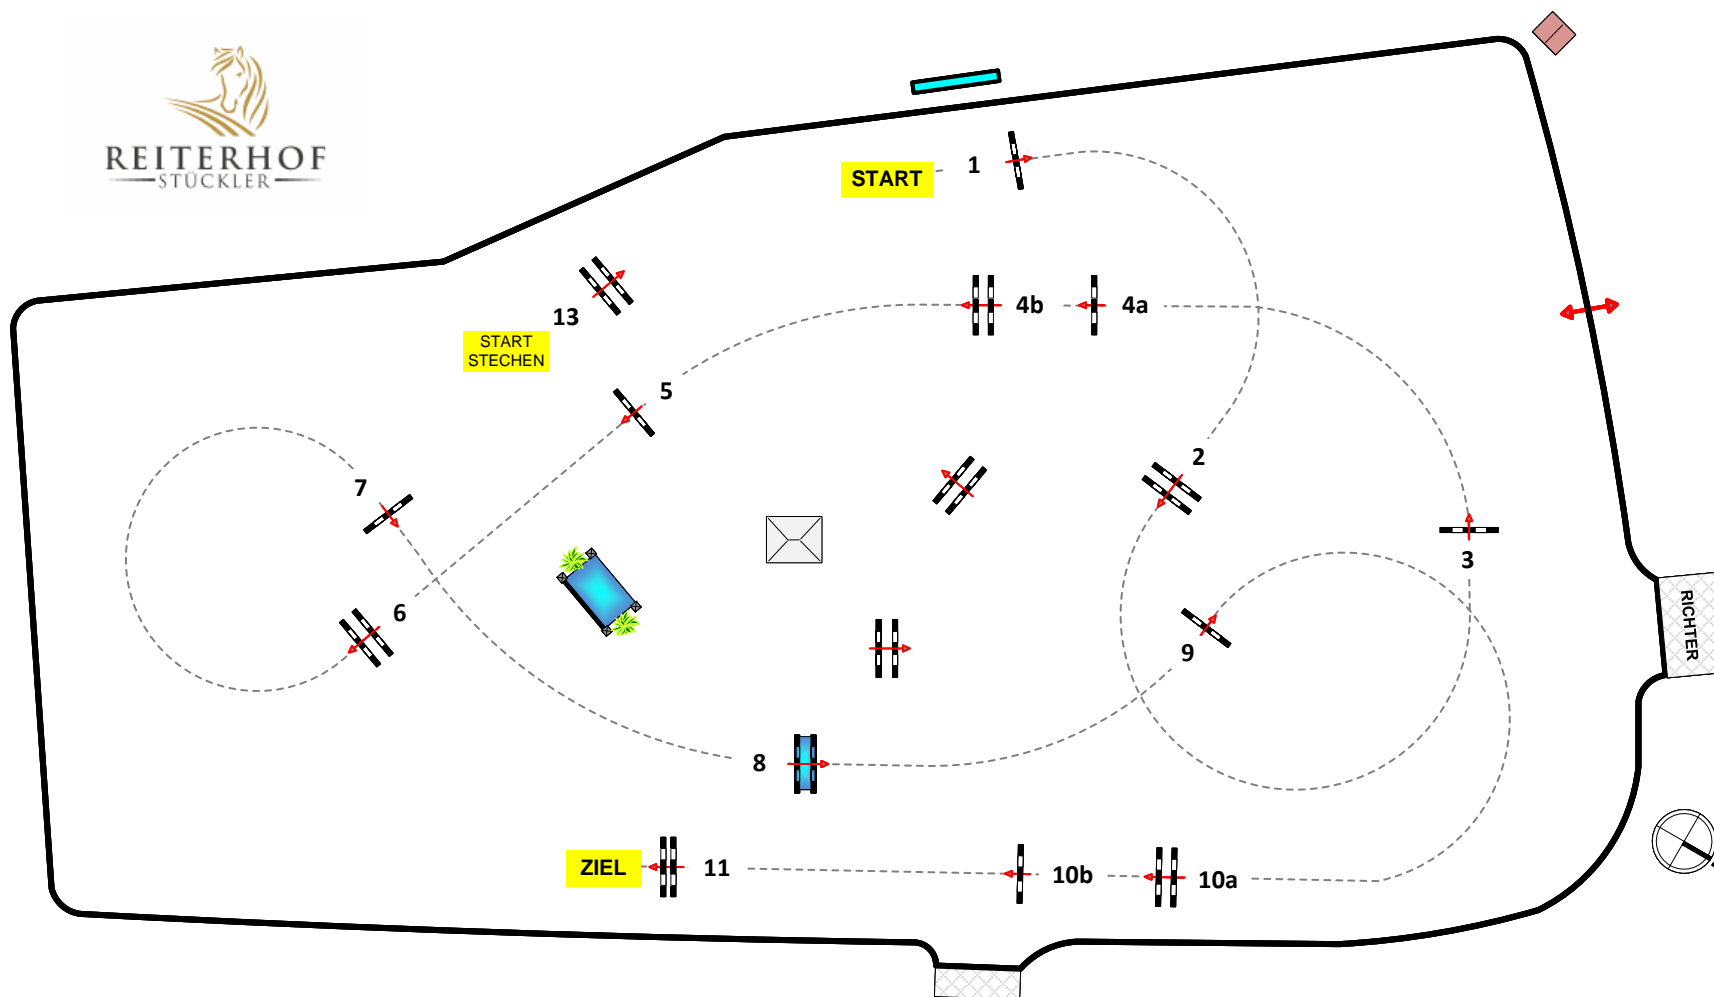 REITERHOF
STÜCKLER
START
1
13
START
STECHEN
4b
4a
5
2
7
3
6
9
RICHTER
8
ZIEL
11
10b
10a